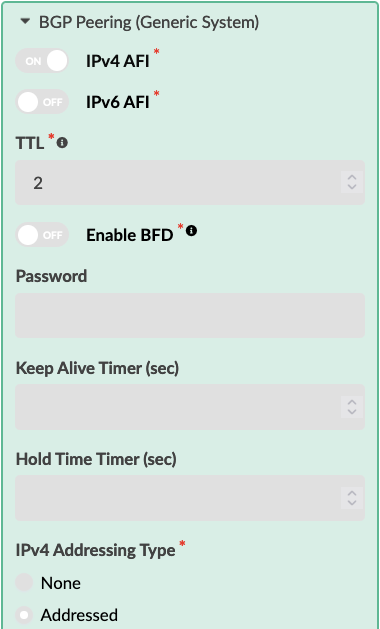 BGP Peering (Generic System)
ON IPv4 AFI *
OFF IPv6 AFI *
TTL *
2
OFF Enable BFD *
Password
Keep Alive Timer (sec)
Hold Time Timer (sec)
IPv4 Addressing Type *
None
Addressed